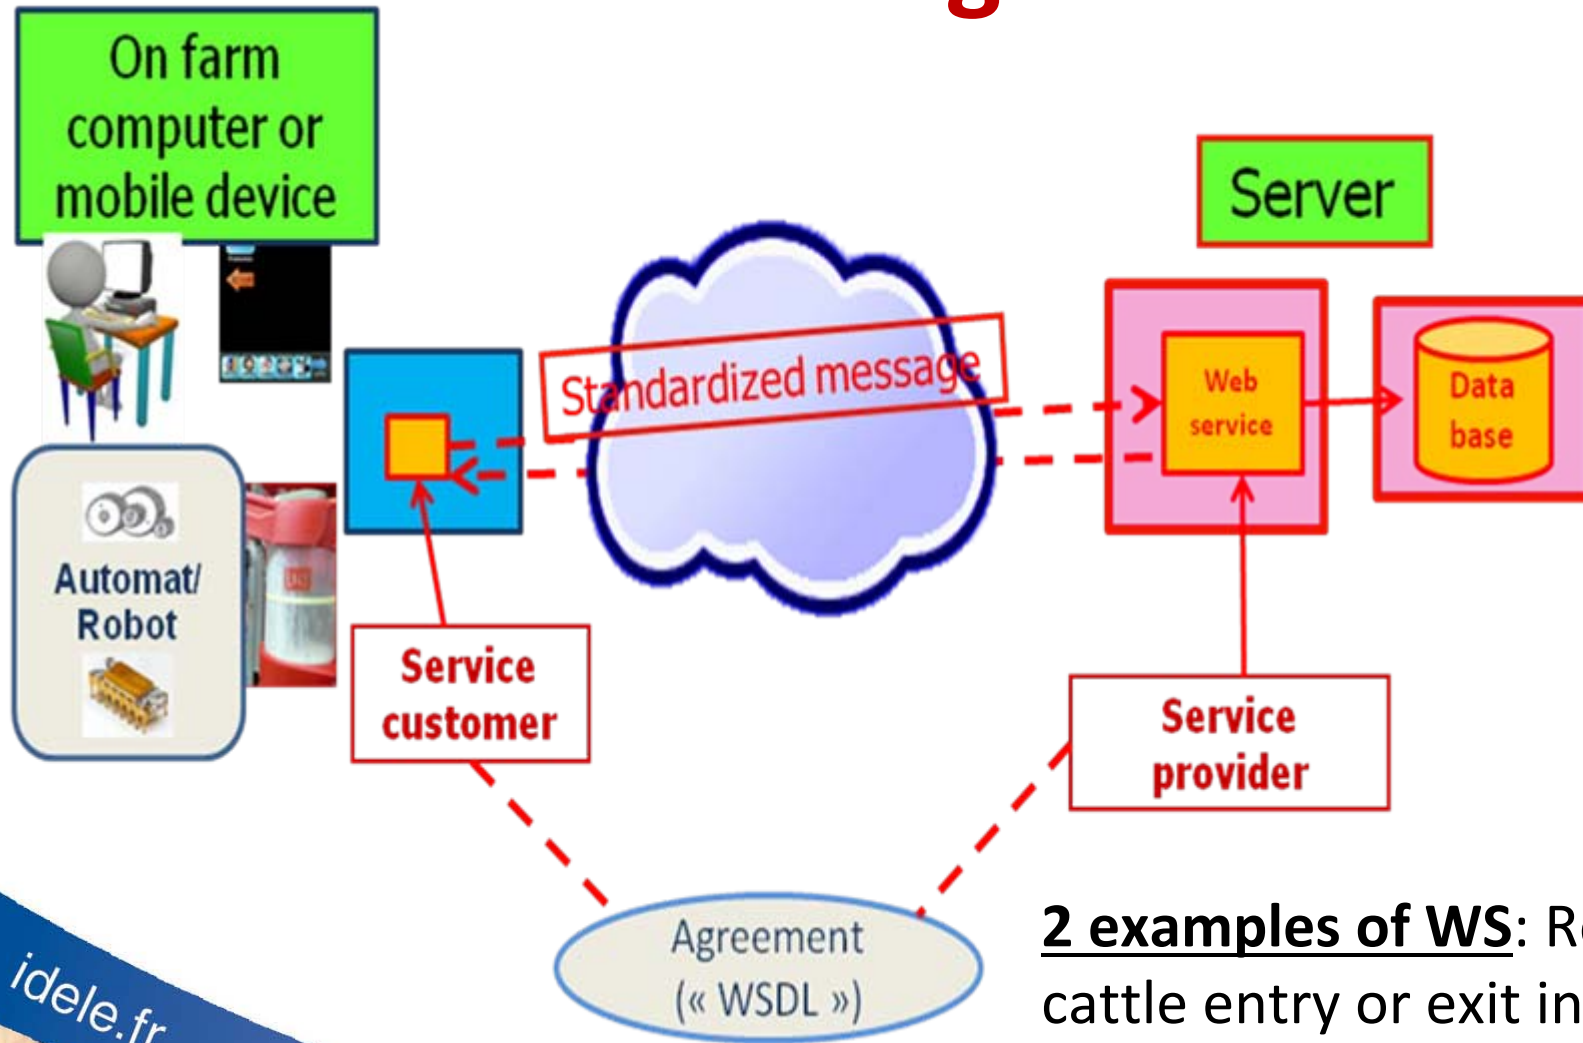 On farm
computer or
mobile device
Server
Standardized message
Web
service
Data
base
Automat/
Robot
Service
customer
Service
provider
Agreement
(« WSDL »)
2 examples of WS:
cattle entry or exit in
idele.fr